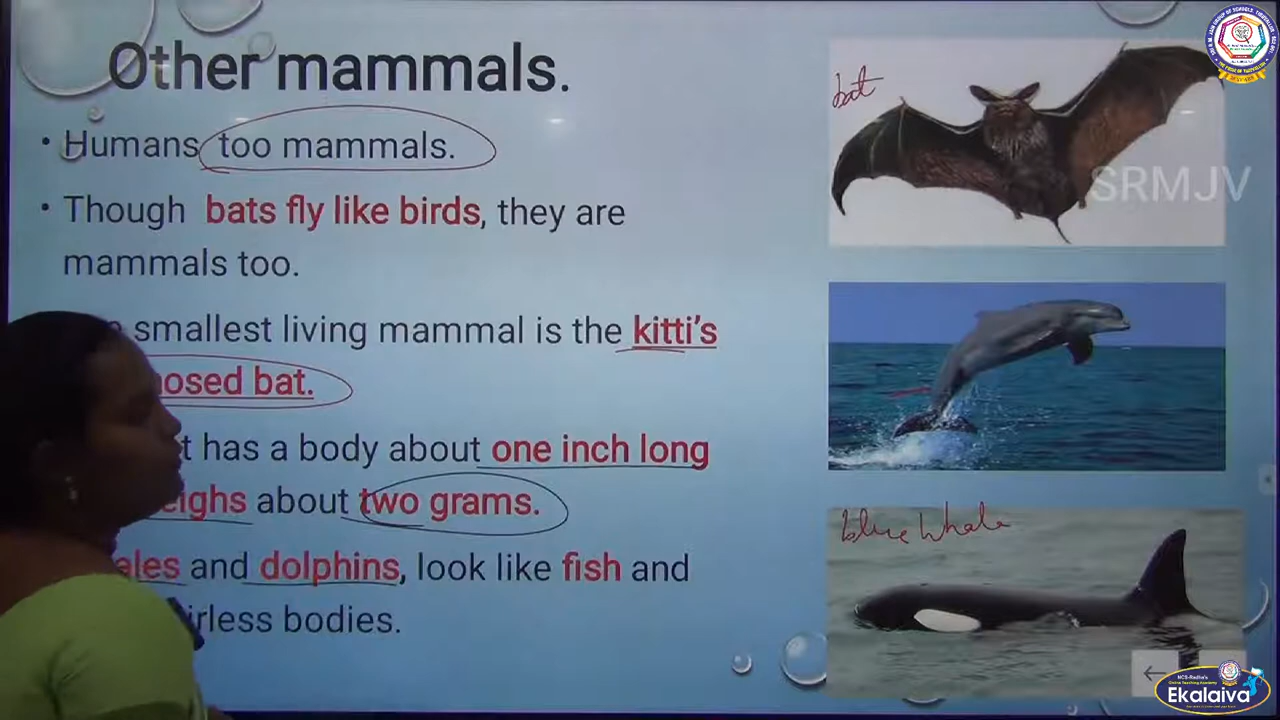 Other mammals.
• Humans too mammals.
• Though bats fly like birds, they are
mammals too.
smallest living mammal is the kitti's
nosed bat.
t has a body about one inch long
eighs about two grams.
ales and dolphins, look like fish and
irless bodies.
bat
SRMJV
blue whale
Ekalaiva